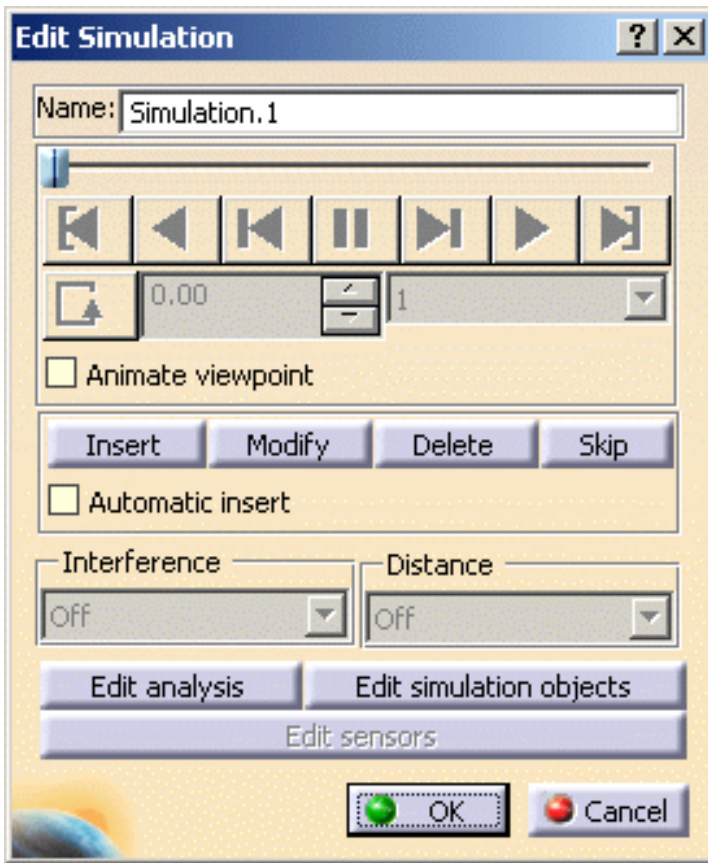 Edit Simulation
Name: Simulation.1
0.00 1
Animate viewpoint
Insert Modify Delete Skip
Automatic insert
Interference Distance
Off Off
Edit analysis Edit simulation objects
Edit sensors
OK Cancel